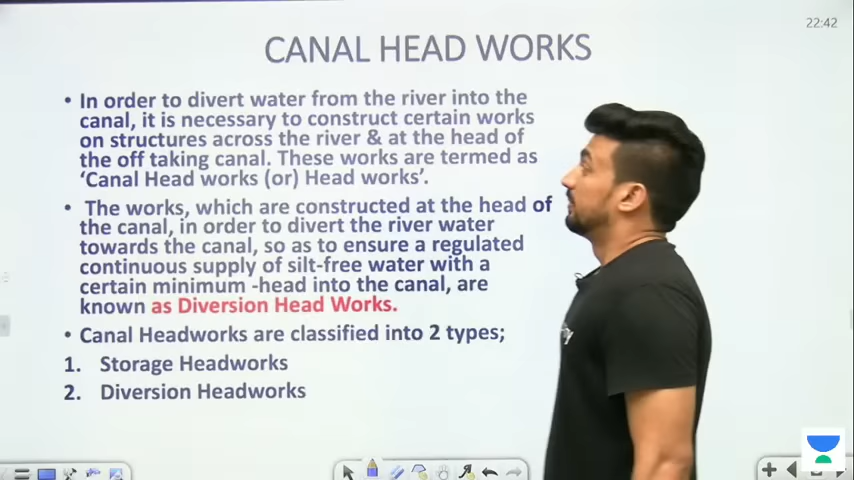 22:42
CANAL HEAD WORKS
• In order to divert water from the river into the
canal, it is necessary to construct certain works
on structures across the river & at the head of
the off taking canal. These works are termed as
‘Canal Head works (or) Head works’.
• The works, which are constructed at the head of
the canal, in order to divert the river water
towards the canal, so as to ensure a regulated
continuous supply of silt-free water with a
certain minimum -head into the canal, are
known as Diversion Head Works.
• Canal Headworks are classified into 2 types;
1. Storage Headworks
2. Diversion Headworks